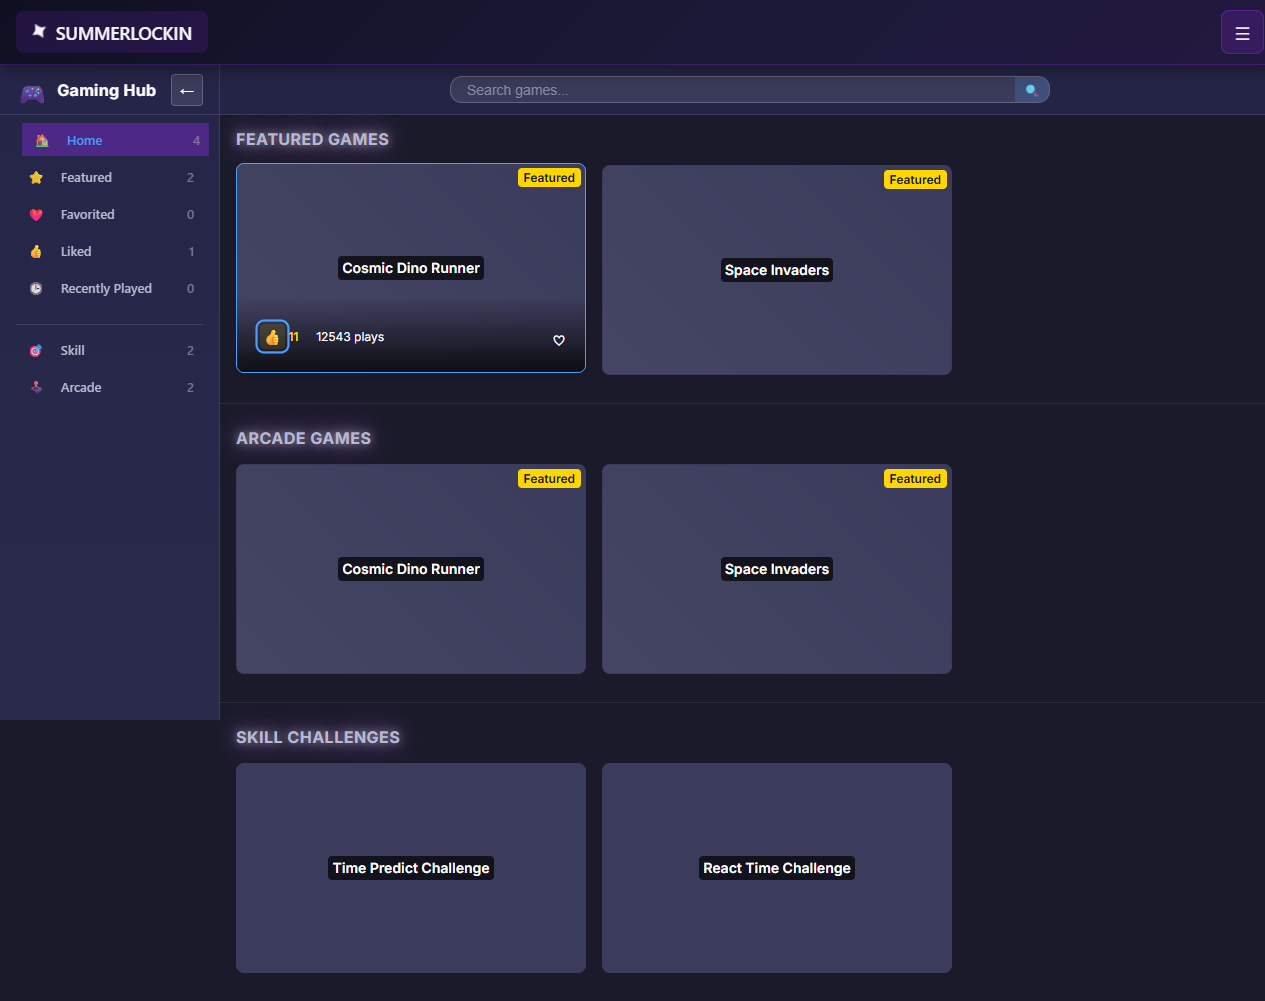 SUMMERLOCKIN
☰
Gaming Hub ←
Search games...
Home 4
Featured 2
Favorited 0
Liked 1
Recently Played 0
Skill 2
Arcade 2
FEATURED GAMES
Featured
Cosmic Dino Runner
11 12543 plays
Featured
Space Invaders
ARCADE GAMES
Featured
Cosmic Dino Runner
Featured
Space Invaders
SKILL CHALLENGES
Time Predict Challenge
React Time Challenge